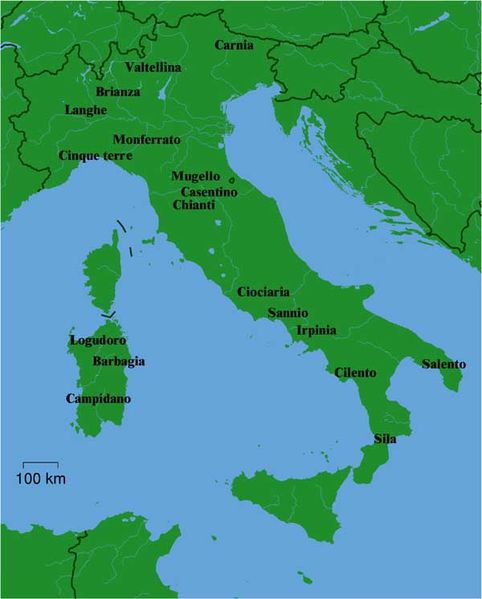 Carnia
Valtellina
Brianza
Langhe
Monferrato
Cinque terre
Mugello
Casentino
Chianti
Ciociaria
Sannio
Irpinia
Logudoro
Barbagia
Salento
Cilento
Campidano
Sila
100 km